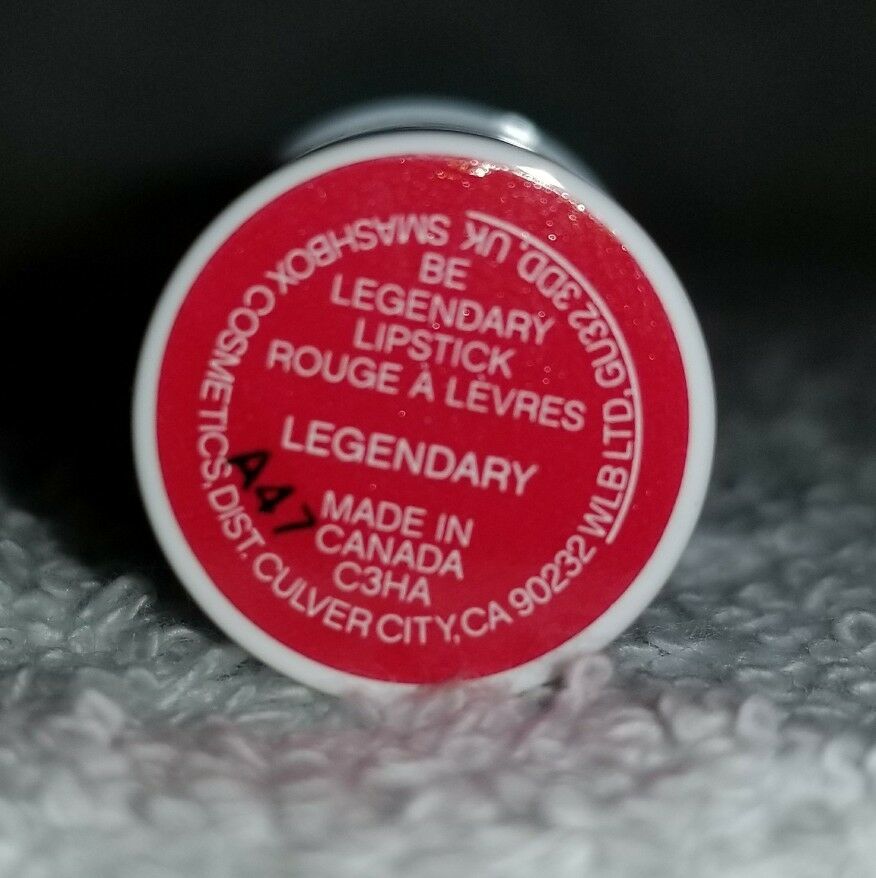 SMASHBOX COSMETICS, DIST. CULVER CITY, CA 90232 WLB LTD, GU32 3DD, UK
BE
LEGENDARY
LIPSTICK
ROUGE À LÈVRES
LEGENDARY
A47
MADE IN
CANADA
C3HA